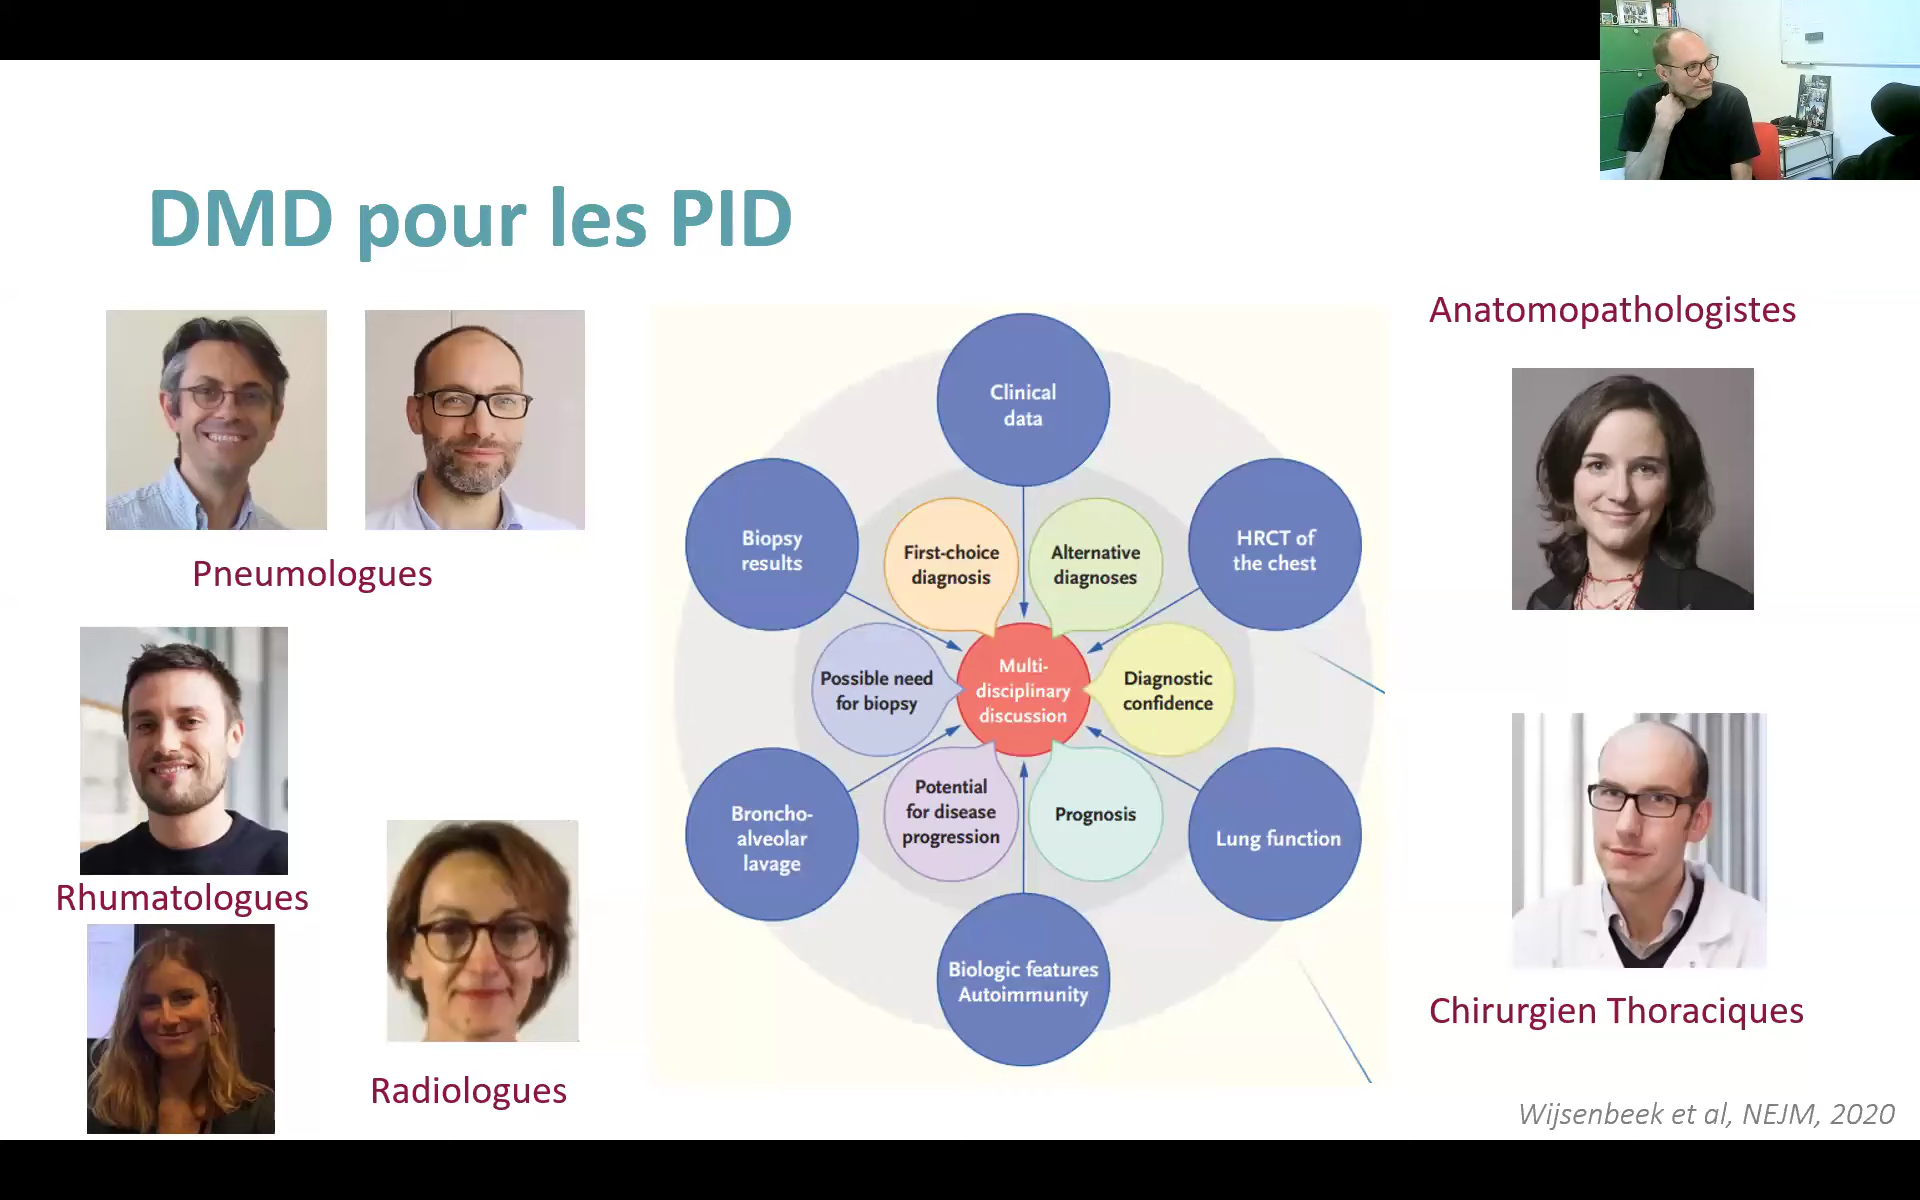 DMD pour les PID
Pneumologues
Rhumatologues
Radiologues
Clinical
data
Biopsy
results
First-choice
diagnosis
Alternative
diagnoses
HRCT of
the chest
Possible need
for biopsy
Multi-
disciplinary
discussion
Diagnostic
confidence
Broncho-
alveolar
lavage
Potential
for disease
progression
Prognosis
Lung function
Biologic features
Autoimmunity
Anatomopathologistes
Chirurgien Thoraciques
Wijsenbeek et al, NEJM, 2020